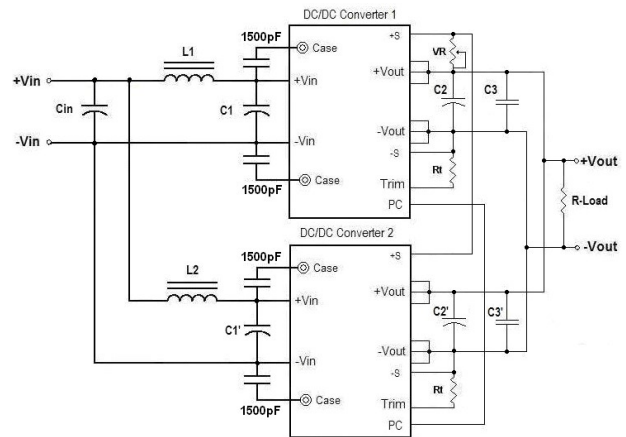 DC/DC Converter 1
1500pF
Case
+S
VR
L1
+Vin
+Vin
+Vout
C2
C3
Cin
C1
-Vin
-Vin
-Vout
-S
+Vout
1500pF
Case
Trim
Rt
R-Load
PC
-Vout
DC/DC Converter 2
1500pF
Case
+S
L2
+Vin
+Vout
C1'
C2'
C3'
-Vin
-Vout
-S
1500pF
Case
Trim
Rt
PC